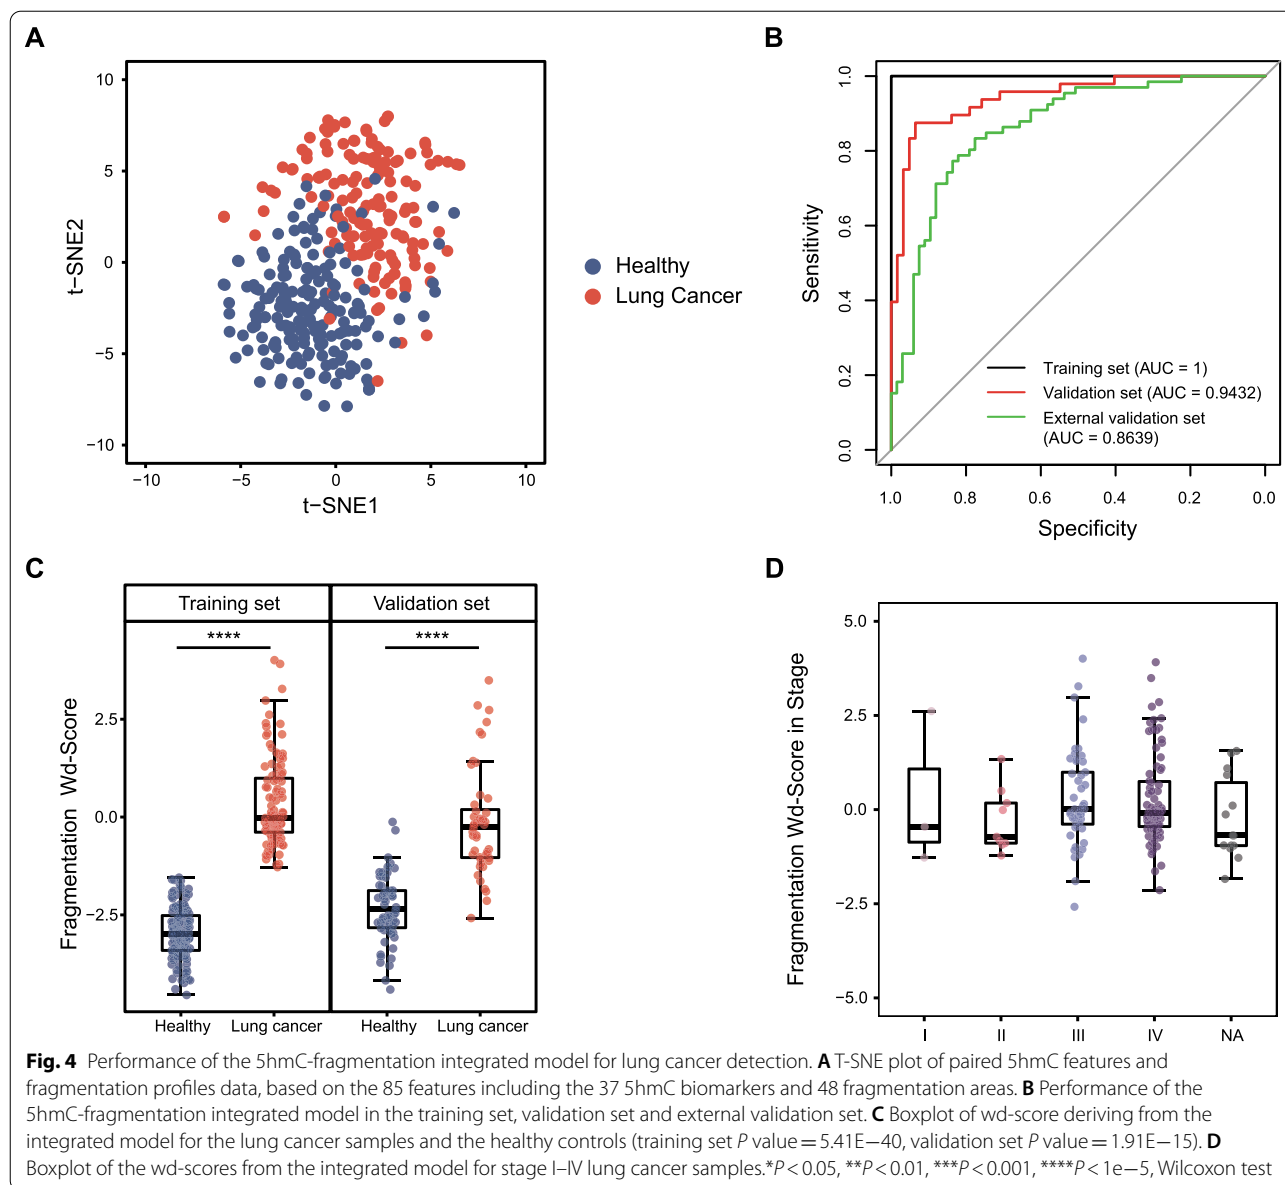 A
10
5
0
−5
−10
t−SNE2
−10 −5 0 5 10
t−SNE1
Healthy
Lung Cancer
B
1.0
0.8
0.6
0.4
0.2
0.0
Sensitivity
Training set (AUC = 1)
Validation set (AUC = 0.9432)
External validation set
(AUC = 0.8639)
1.0 0.8 0.6 0.4 0.2 0.0
Specificity
C
Training set Validation set
**** ****
2.5
0.0
−2.5
Fragmentation Wd-Score
Healthy Lung cancer Healthy Lung cancer
D
5.0
2.5
0.0
−2.5
−5.0
Fragmentation Wd-Score in Stage
I II III IV NA
Fig. 4 Performance of the 5hmC-fragmentation integrated model for lung cancer detection. A T-SNE plot of paired 5hmC features and
fragmentation profiles data, based on the 85 features including the 37 5hmC biomarkers and 48 fragmentation areas. B Performance of the
5hmC-fragmentation integrated model in the training set, validation set and external validation set. C Boxplot of wd-score deriving from the
integrated model for the lung cancer samples and the healthy controls (training set P value = 5.41E−40, validation set P value = 1.91E−15). D
Boxplot of the wd-scores from the integrated model for stage I–IV lung cancer samples.*P < 0.05, **P < 0.01, ***P < 0.001, ****P < 1e−5, Wilcoxon test